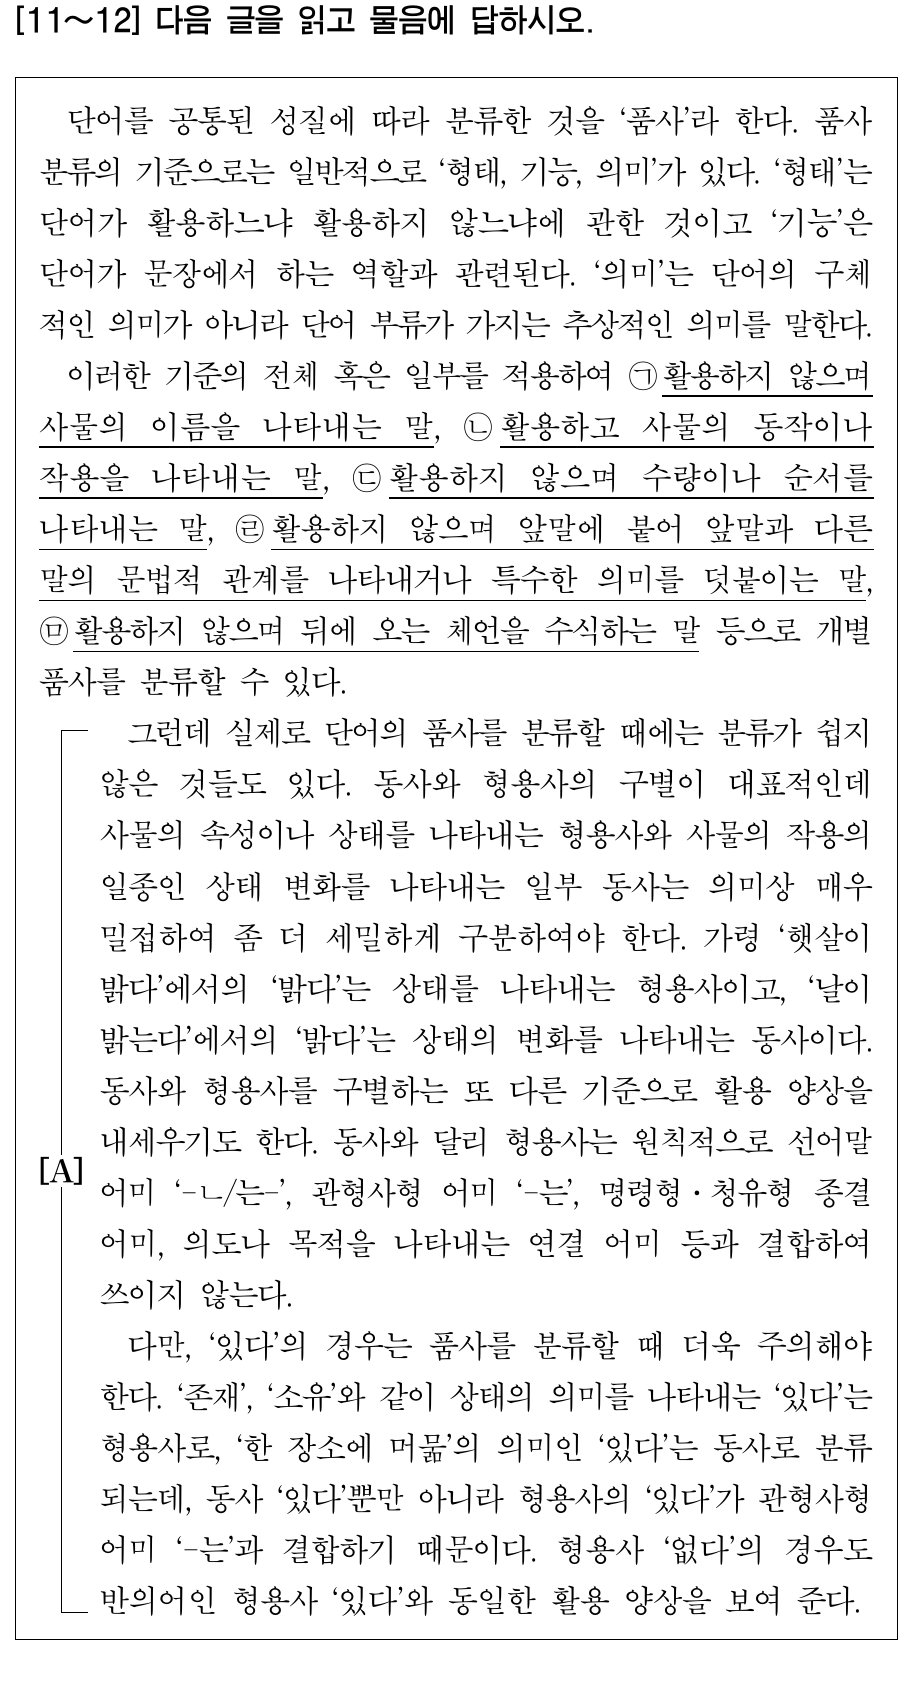 [11～12] 다음 글을 읽고 물음에 답하시오.
단어를 공통된 성질에 따라 분류한 것을 ‘품사’라 한다. 품사
분류의 기준으로는 일반적으로 ‘형태, 기능, 의미’가 있다. ‘형태’는
단어가 활용하느냐 활용하지 않느냐에 관한 것이고 ‘기능’은
단어가 문장에서 하는 역할과 관련된다. ‘의미’는 단어의 구체
적인 의미가 아니라 단어 부류가 가지는 추상적인 의미를 말한다.
이러한 기준의 전체 혹은 일부를 적용하여 ㉠활용하지 않으며
사물의 이름을 나타내는 말, ㉡활용하고 사물의 동작이나
작용을 나타내는 말, ㉢활용하지 않으며 수량이나 순서를
나타내는 말, ㉣활용하지 않으며 앞말에 붙어 앞말과 다른
말의 문법적 관계를 나타내거나 특수한 의미를 덧붙이는 말,
㉤활용하지 않으며 뒤에 오는 체언을 수식하는 말 등으로 개별
품사를 분류할 수 있다.
그런데 실제로 단어의 품사를 분류할 때에는 분류가 쉽지
않은 것들도 있다. 동사와 형용사의 구별이 대표적인데
사물의 속성이나 상태를 나타내는 형용사와 사물의 작용의
일종인 상태 변화를 나타내는 일부 동사는 의미상 매우
밀접하여 좀 더 세밀하게 구분하여야 한다. 가령 ‘햇살이
밝다’에서의 ‘밝다’는 상태를 나타내는 형용사이고, ‘날이
밝는다’에서의 ‘밝다’는 상태의 변화를 나타내는 동사이다.
동사와 형용사를 구별하는 또 다른 기준으로 활용 양상을
내세우기도 한다. 동사와 달리 형용사는 원칙적으로 선어말
[A]
어미 ‘-ㄴ/는-’, 관형사형 어미 ‘-는’, 명령형·청유형 종결
어미, 의도나 목적을 나타내는 연결 어미 등과 결합하여
쓰이지 않는다.
다만, ‘있다’의 경우는 품사를 분류할 때 더욱 주의해야
한다. ‘존재’, ‘소유’와 같이 상태의 의미를 나타내는 ‘있다’는
형용사로, ‘한 장소에 머묾’의 의미인 ‘있다’는 동사로 분류
되는데, 동사 ‘있다’뿐만 아니라 형용사의 ‘있다’가 관형사형
어미 ‘-는’과 결합하기 때문이다. 형용사 ‘없다’의 경우도
반의어인 형용사 ‘있다’와 동일한 활용 양상을 보여 준다.